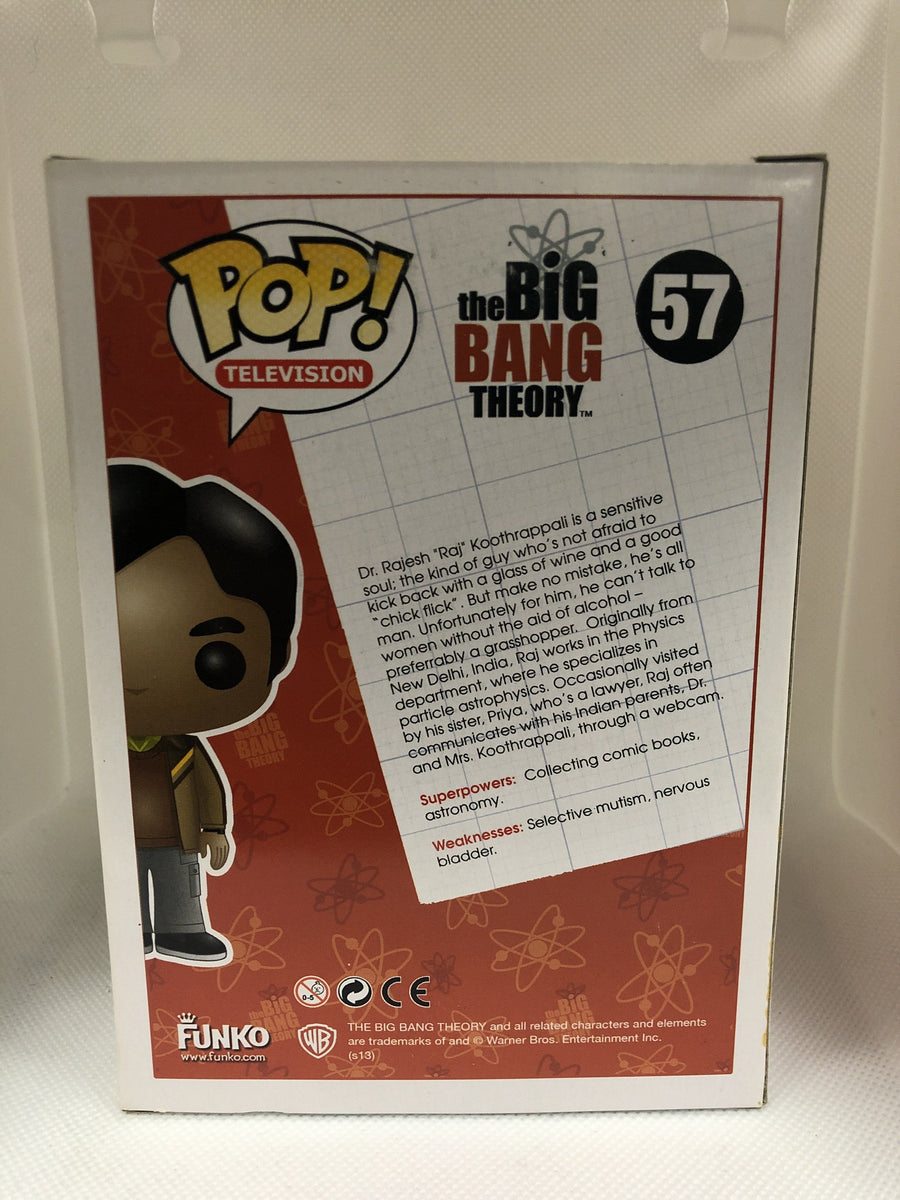 POP!
TELEVISION
the BiG
BANG
THEORY™
57
Dr. Rajesh "Raj" Koothrappali is a sensitive
soul; the kind of guy who's not afraid to
kick back with a glass of wine and a good
"chick flick". But make no mistake, he's all
man. Unfortunately for him, he can't talk to
women without the aid of alcohol –
preferrably a grasshopper. Originally from
New Delhi, India, Raj works in the Physics
department, where he specializes in
particle astrophysics. Occasionally visited
by his sister, Priya, who's a lawyer, Raj often
communicates with his Indian parents, Dr.
and Mrs. Koothrappali, through a webcam.
Superpowers: Collecting comic books,
astronomy.
Weaknesses: Selective mutism, nervous
bladder.
BANG
THEORY
0-5
CE
FUNKO
www.funko.com
WB
THE BIG BANG THEORY and all related characters and elements
are trademarks of and © Warner Bros. Entertainment Inc.
(s13)